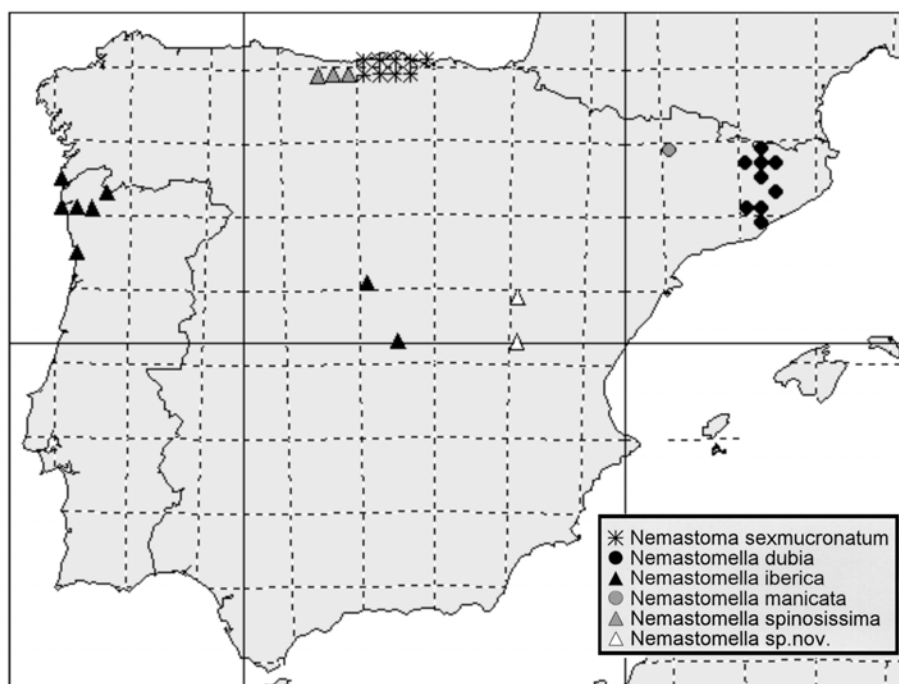 Nemastoma sexmucronatum
Nemastomella dubia
Nemastomella iberica
Nemastomella manicata
Nemastomella spinosissima
Nemastomella sp.nov.